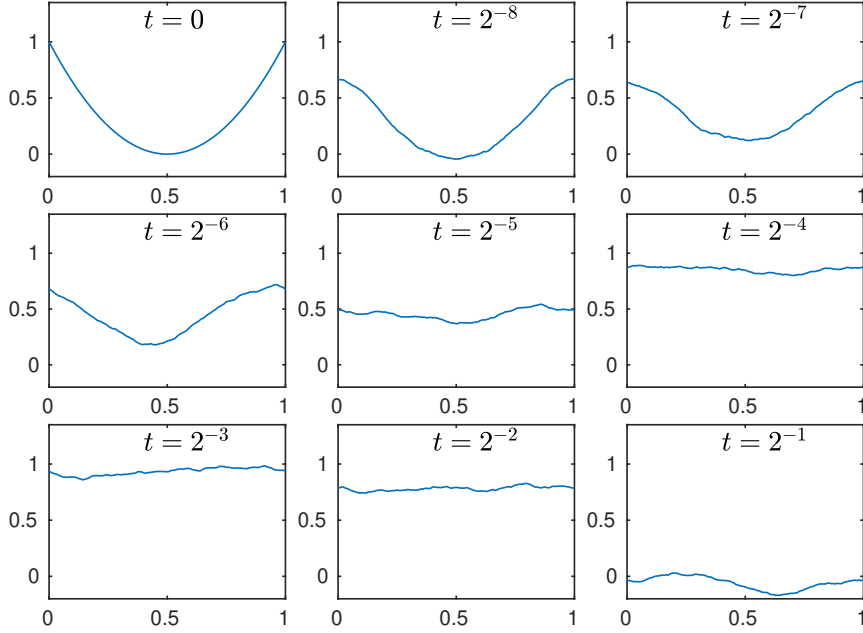 t = 0
t = 2⁻⁸
t = 2⁻⁷
1 0.5 0
1 0.5 0
1 0.5 0
0 0.5 1
0 0.5 1
0 0.5 1
t = 2⁻⁶
t = 2⁻⁵
t = 2⁻⁴
1 0.5 0
1 0.5 0
1 0.5 0
0 0.5 1
0 0.5 1
0 0.5 1
t = 2⁻³
t = 2⁻²
t = 2⁻¹
1 0.5 0
1 0.5 0
1 0.5 0
0 0.5 1
0 0.5 1
0 0.5 1